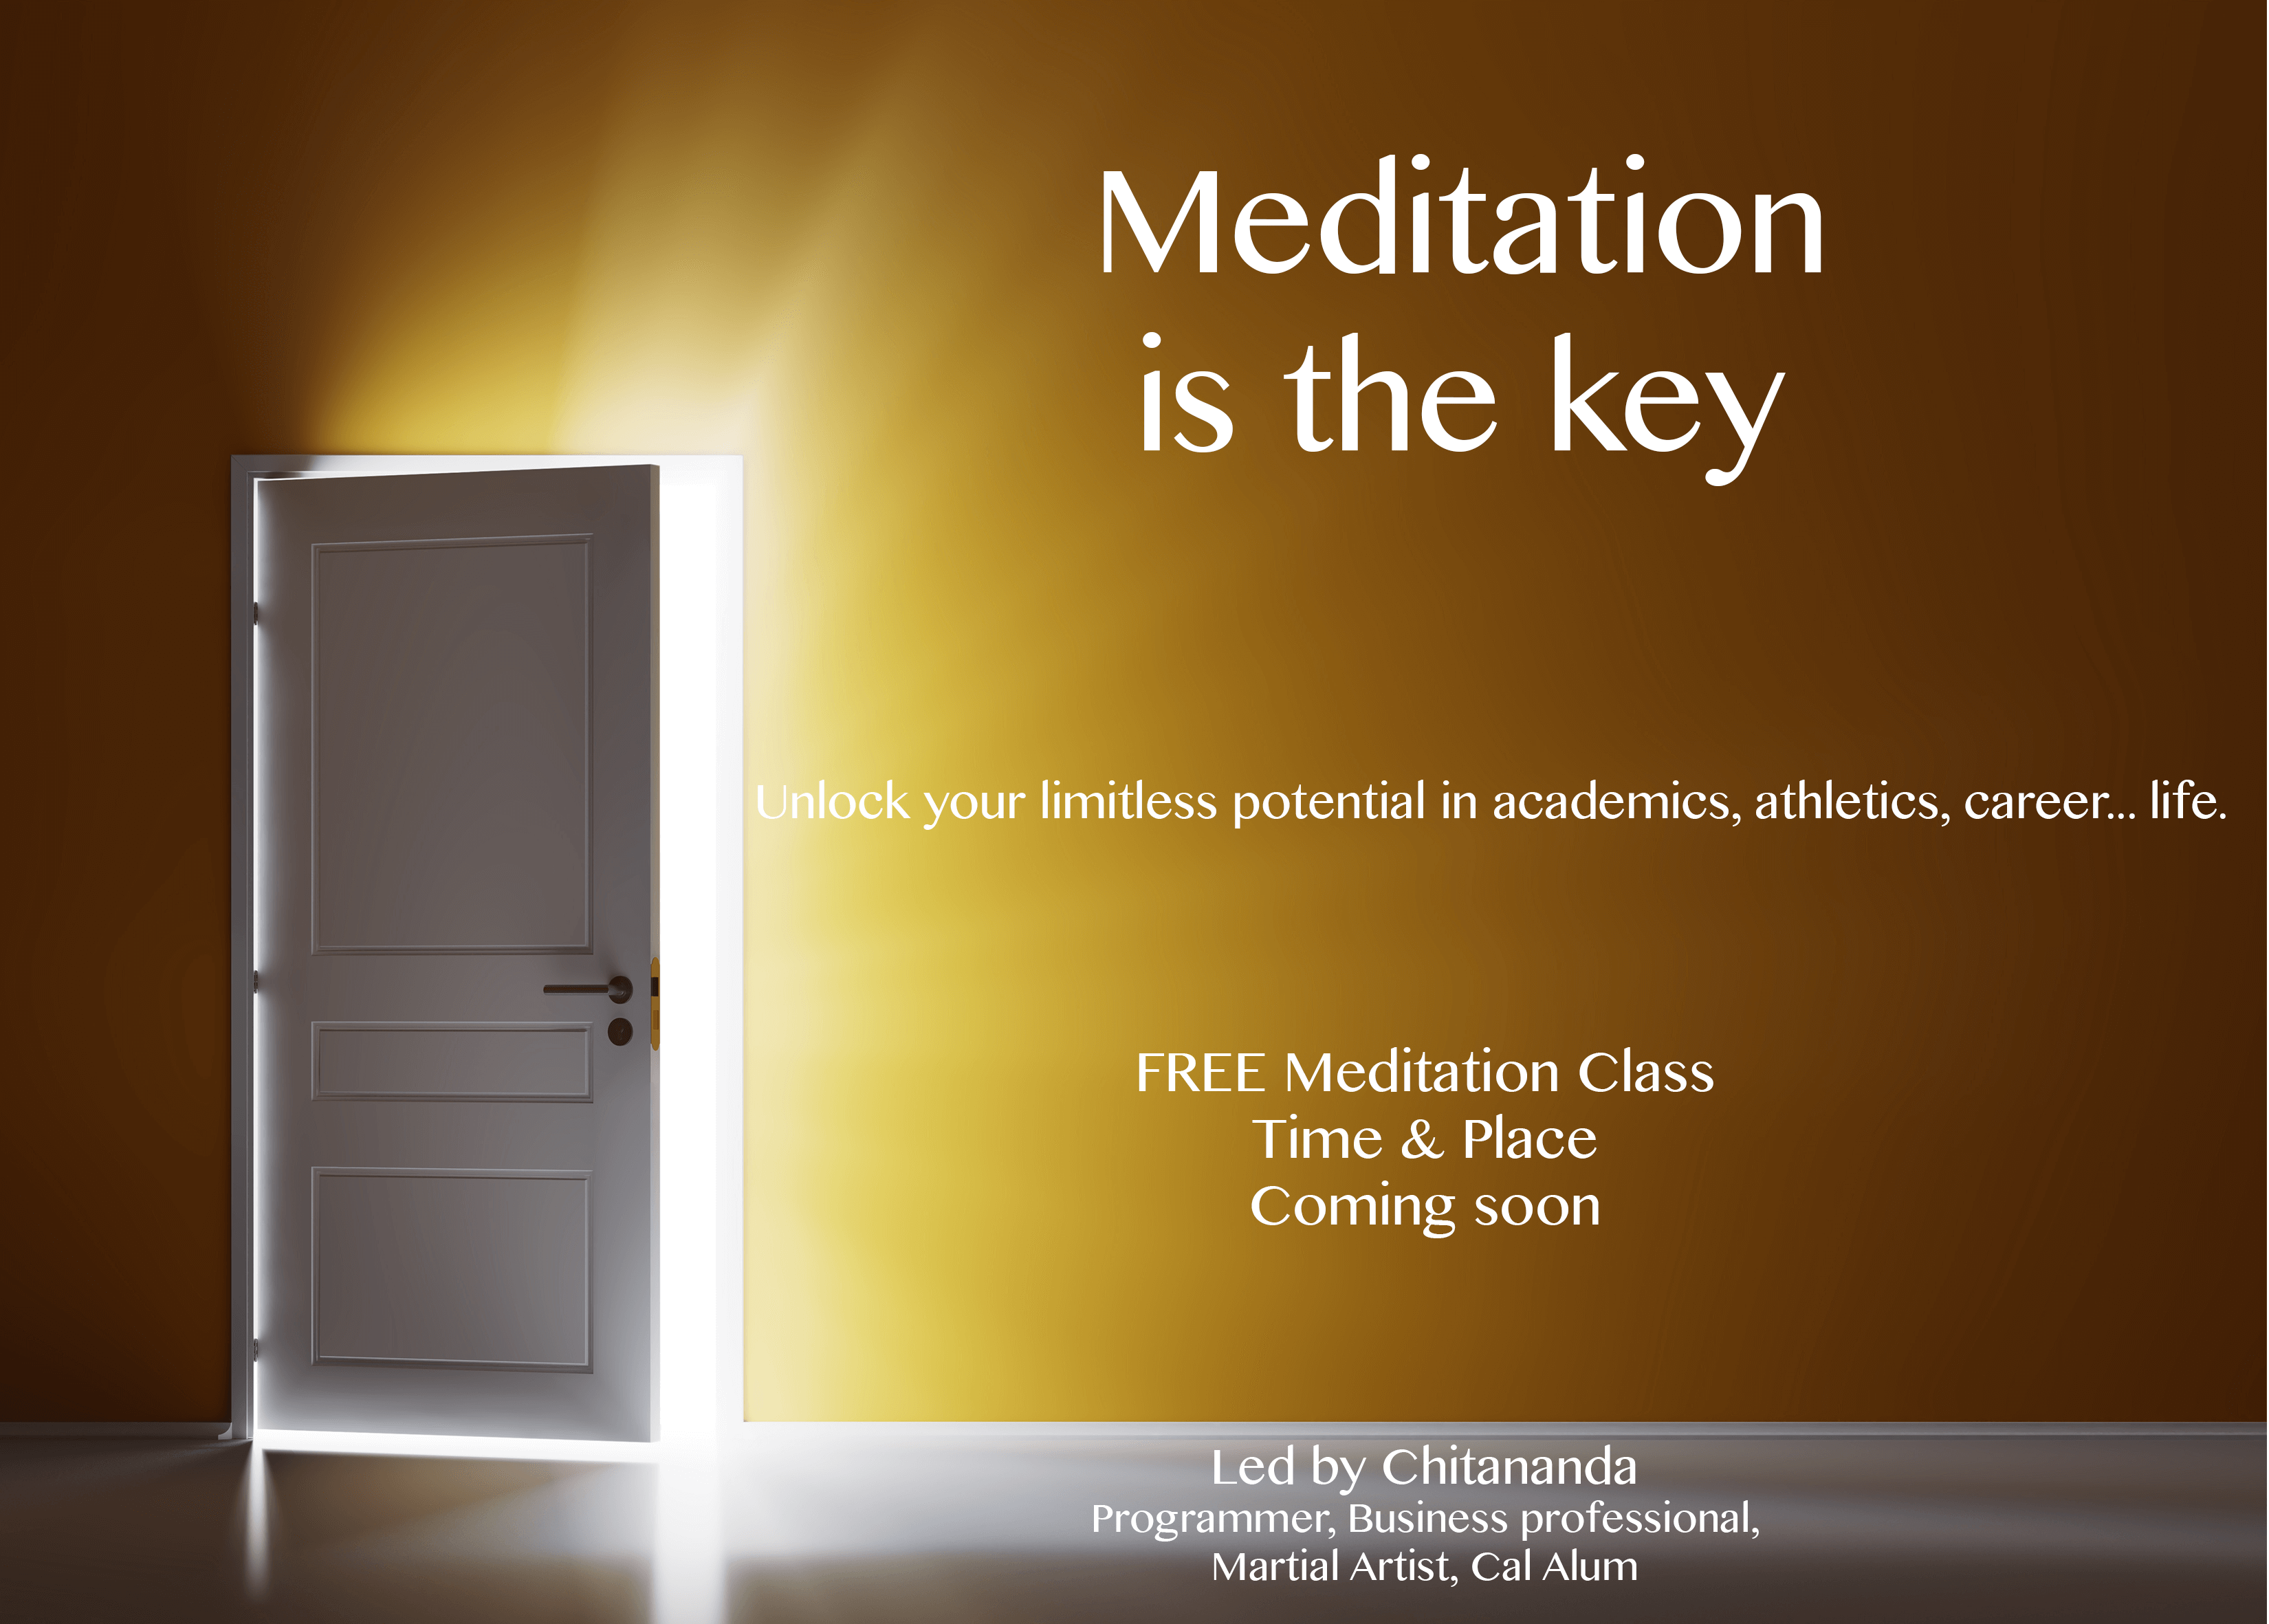 Meditation
is the key
Unlock your limitless potential in academics, athletics, career... life.
FREE Meditation Class
Time & Place
Coming soon
Led by Chitananda
Programmer, Business professional,
Martial Artist, Cal Alum